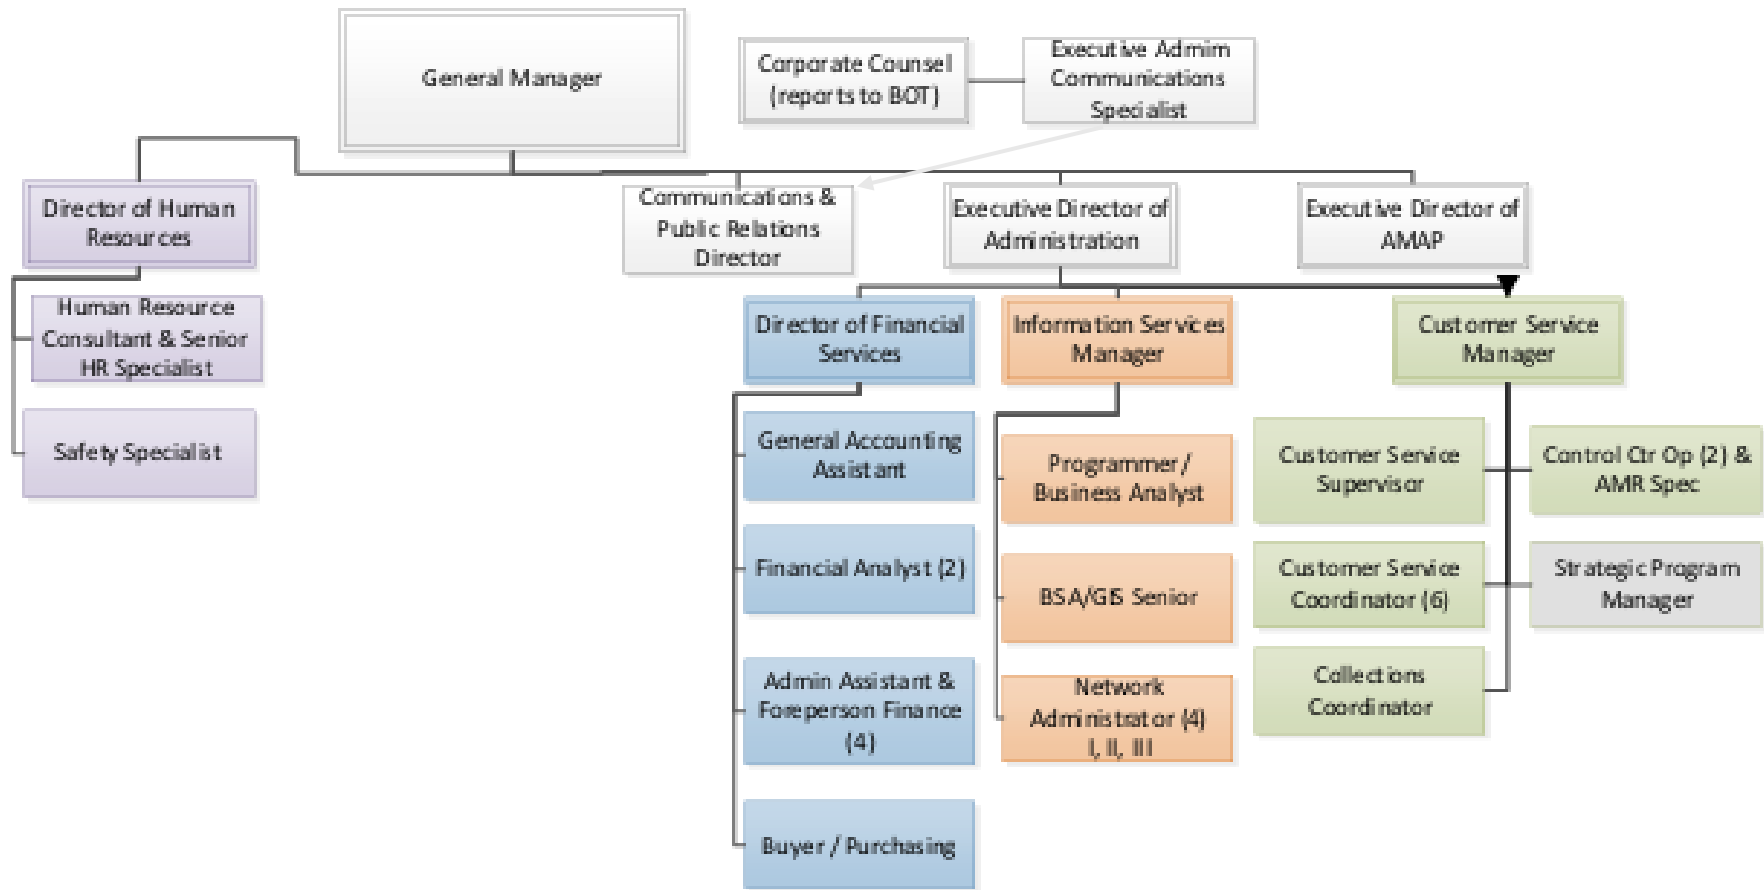 General Manager
Corporate Counsel
(reports to BOT)
Executive Admim
Communications
Specialist
Director of Human
Resources
Communications &
Public Relations
Director
Executive Director of
Administration
Executive Director of
AMAP
Human Resource
Consultant & Senior
HR Specialist
Safety Specialist
Director of Financial
Services
Information Services
Manager
Customer Service
Manager
General Accounting
Assistant
Financial Analyst (2)
Admin Assistant &
Foreperson Finance
(4)
Buyer / Purchasing
Programmer /
Business Analyst
BSA/GIS Senior
Network
Administrator (4)
I, II, III
Customer Service
Supervisor
Control Ctr Op (2) &
AMR Spec
Customer Service
Coordinator (6)
Strategic Program
Manager
Collections
Coordinator